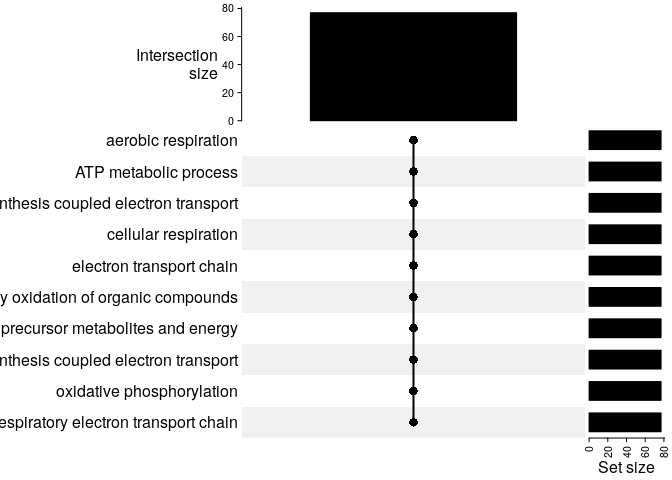 80
60
40
20
0
Intersection
size
aerobic respiration
ATP metabolic process
nthesis coupled electron transport
cellular respiration
electron transport chain
y oxidation of organic compounds
precursor metabolites and energy
nthesis coupled electron transport
oxidative phosphorylation
espiratory electron transport chain
0 20 40 60 80
Set size